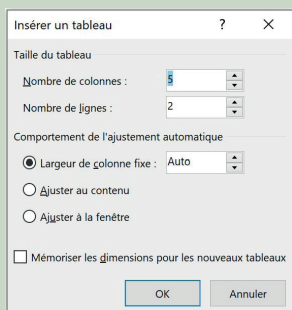 Insérer un tableau ? ×
Taille du tableau
Nombre de colonnes : 5
Nombre de lignes : 2
Comportement de l'ajustement automatique
Largeur de colonne fixe : Auto
Ajuster au contenu
Ajuster à la fenêtre
Mémoriser les dimensions pour les nouveaux tableaux
OK Annuler